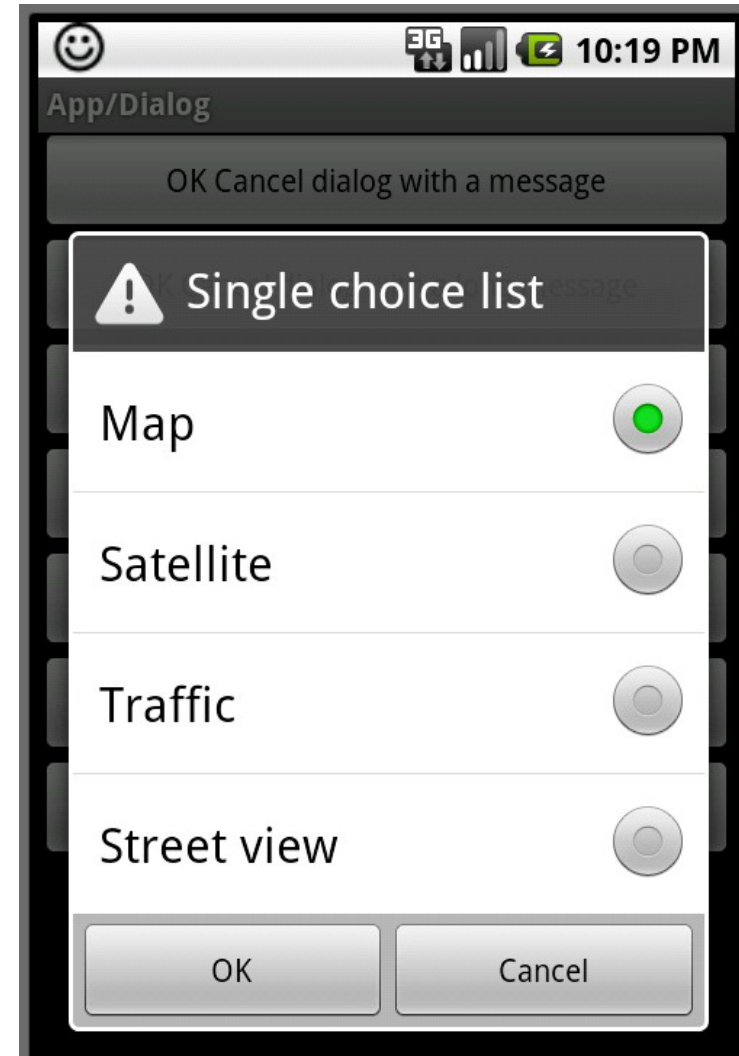 3G 10:19 PM
App/Dialog
OK Cancel dialog with a message
Single choice list
Map
Satellite
Traffic
Street view
OK Cancel